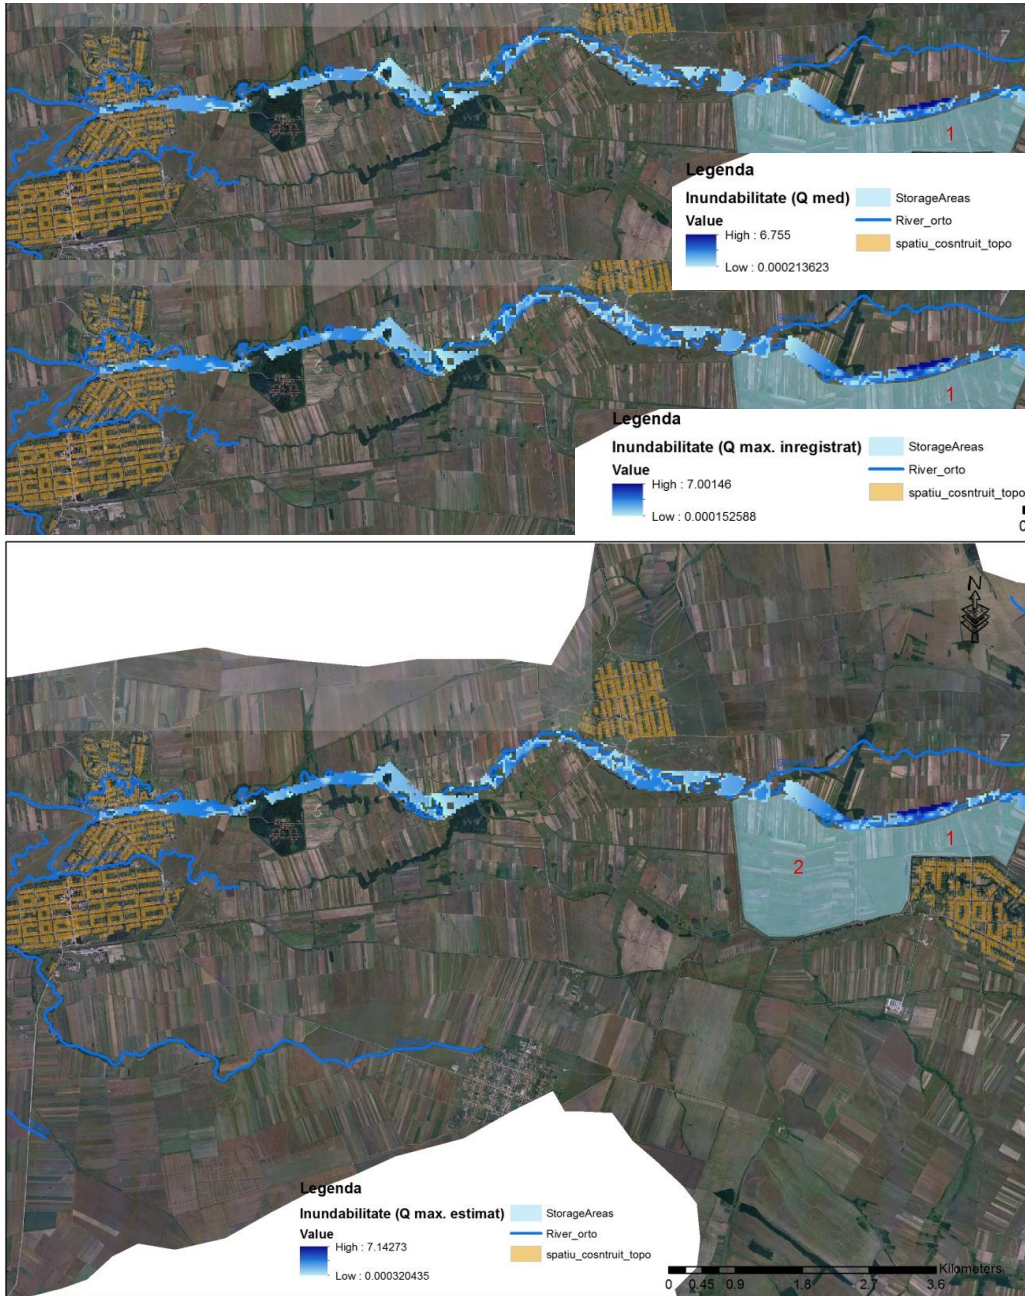 1
Legenda
Inundabilitate (Q med)
Value
High : 6.755
Low : 0.000213623
StorageAreas
River_orto
spatiu_cosntruit_topo
1
Legenda
Inundabilitate (Q max. inregistrat)
Value
High : 7.00146
Low : 0.000152588
StorageAreas
River_orto
spatiu_cosntruit_topo
0
N
1
2
Legenda
Inundabilitate (Q max. estimat)
Value
High : 7.14273
Low : 0.000320435
StorageAreas
River_orto
spatiu_cosntruit_topo
Kilometers
0 0.45 0.9 1.8 2.7 3.6